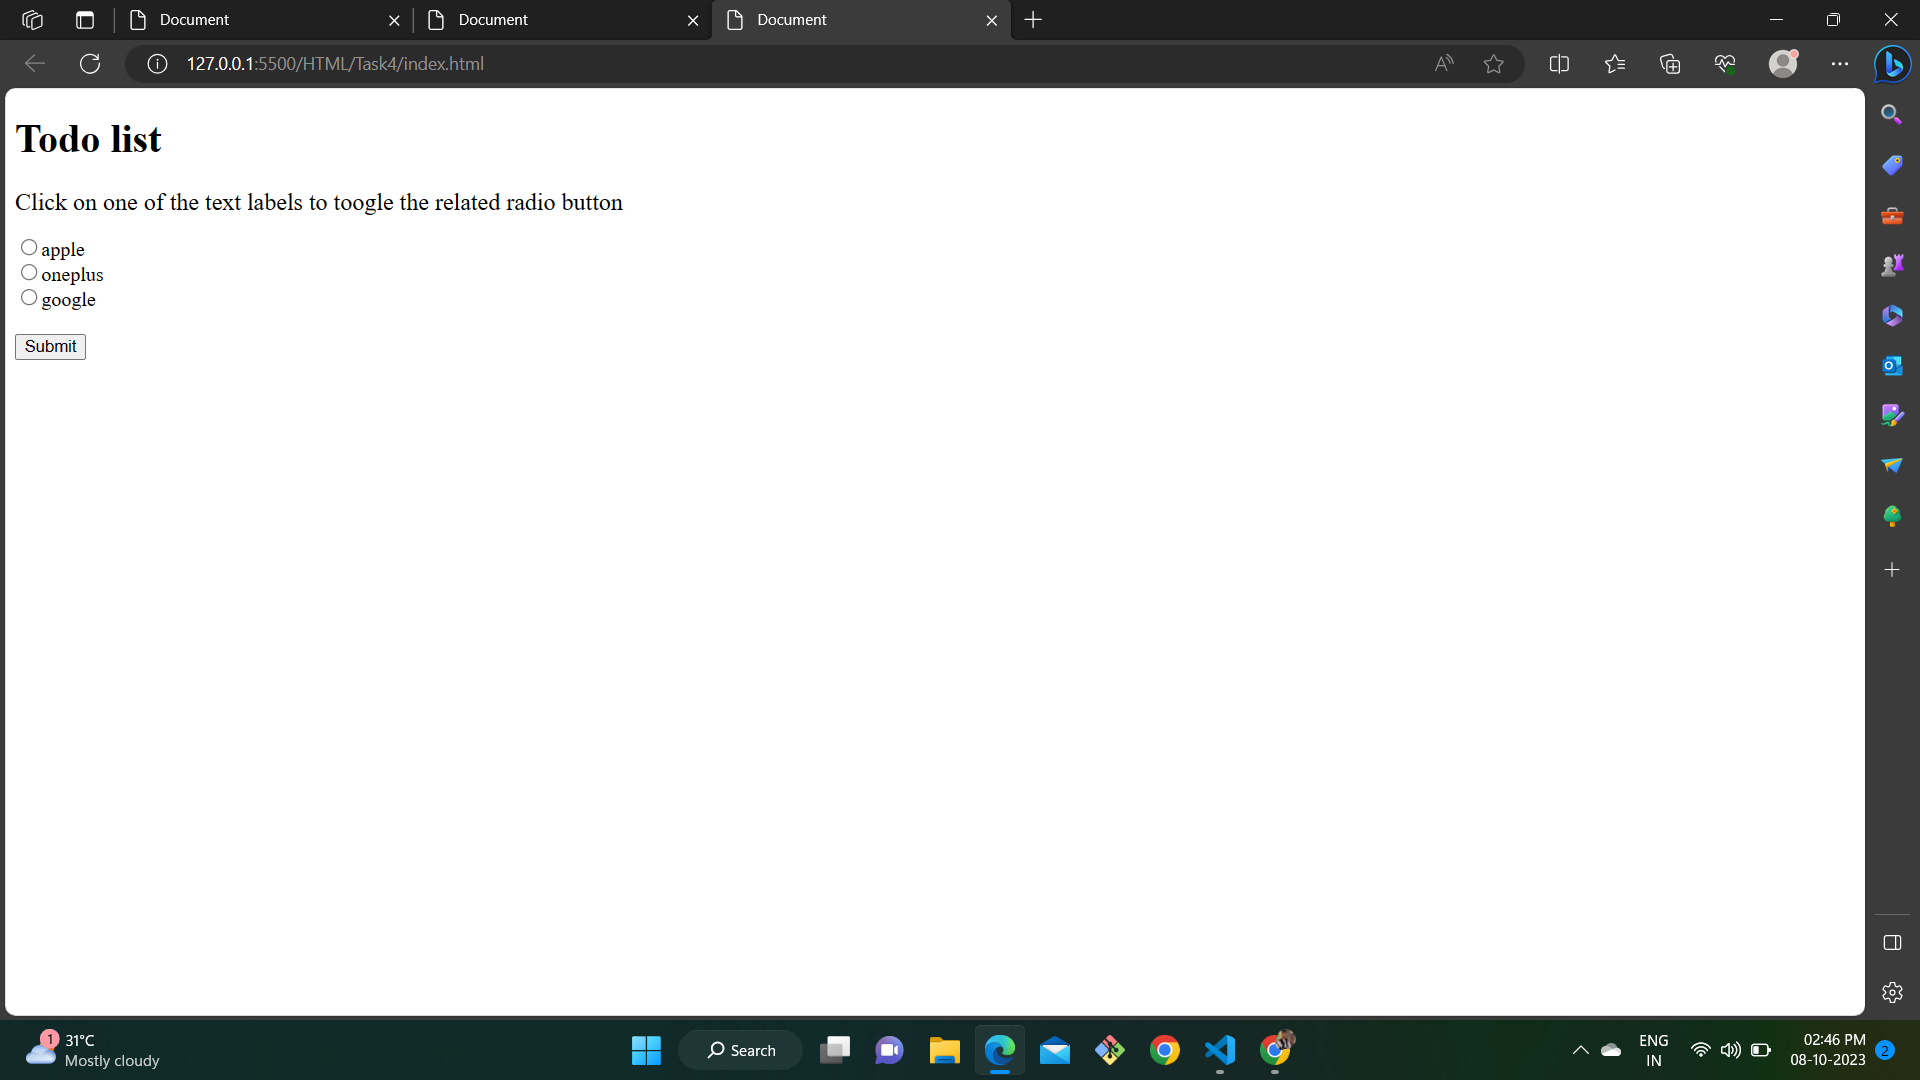 Document
Document
Document
127.0.0.1:5500/HTML/Task4/index.html
Todo list
Click on one of the text labels to toogle the related radio button
apple
oneplus
google
Submit
1
31°C
Mostly cloudy
Search
ENG
IN
02:46 PM
08-10-2023
2